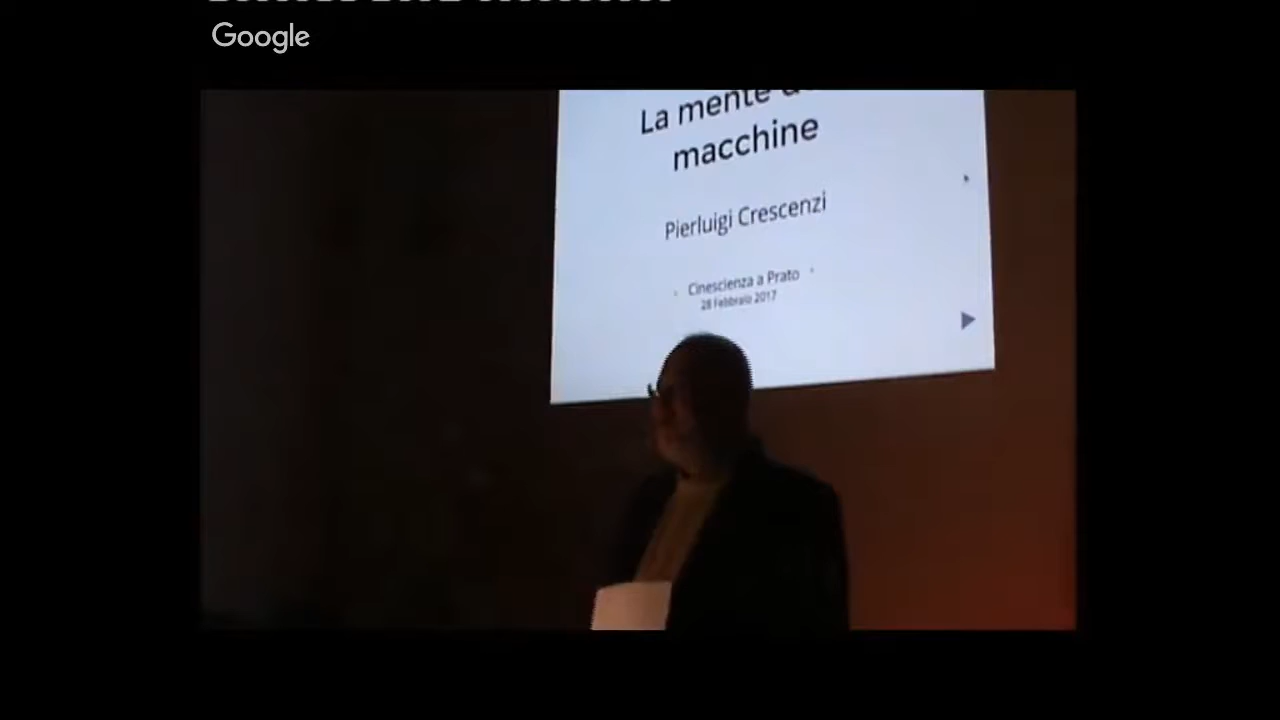 Google
La mente
macchine
Pierluigi Crescenzi
Cinescienza a Prato
28 Febbraio 2017